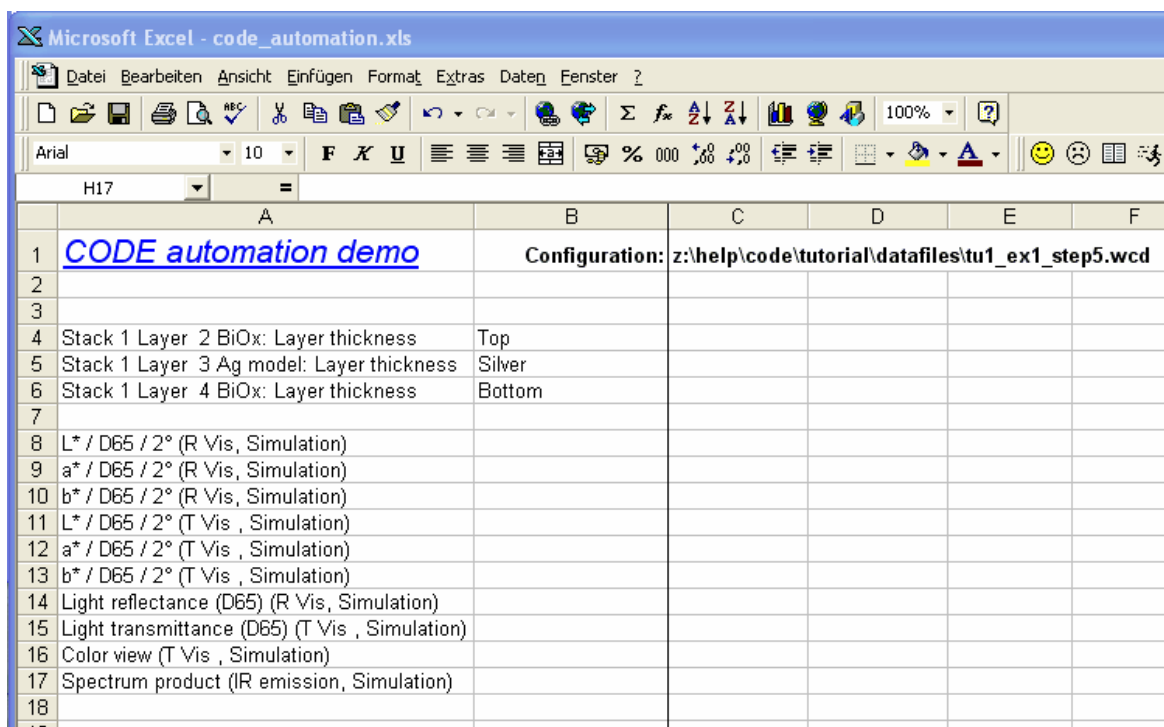 Microsoft Excel - code_automation.xls
Datei Bearbeiten Ansicht Einfügen Format Extras Daten Fenster ?
100%
Arial 10 F K U % 000
H17 =
A B C D E F
1 CODE automation demo Configuration: z:\help\code\tutorial\datafiles\tu1_ex1_step5.wcd
2
3
4 Stack 1 Layer 2 BiOx: Layer thickness Top
5 Stack 1 Layer 3 Ag model: Layer thickness Silver
6 Stack 1 Layer 4 BiOx: Layer thickness Bottom
7
8 L* / D65 / 2° (R Vis, Simulation)
9 a* / D65 / 2° (R Vis, Simulation)
10 b* / D65 / 2° (R Vis, Simulation)
11 L* / D65 / 2° (T Vis , Simulation)
12 a* / D65 / 2° (T Vis , Simulation)
13 b* / D65 / 2° (T Vis , Simulation)
14 Light reflectance (D65) (R Vis, Simulation)
15 Light transmittance (D65) (T Vis , Simulation)
16 Color view (T Vis , Simulation)
17 Spectrum product (IR emission, Simulation)
18